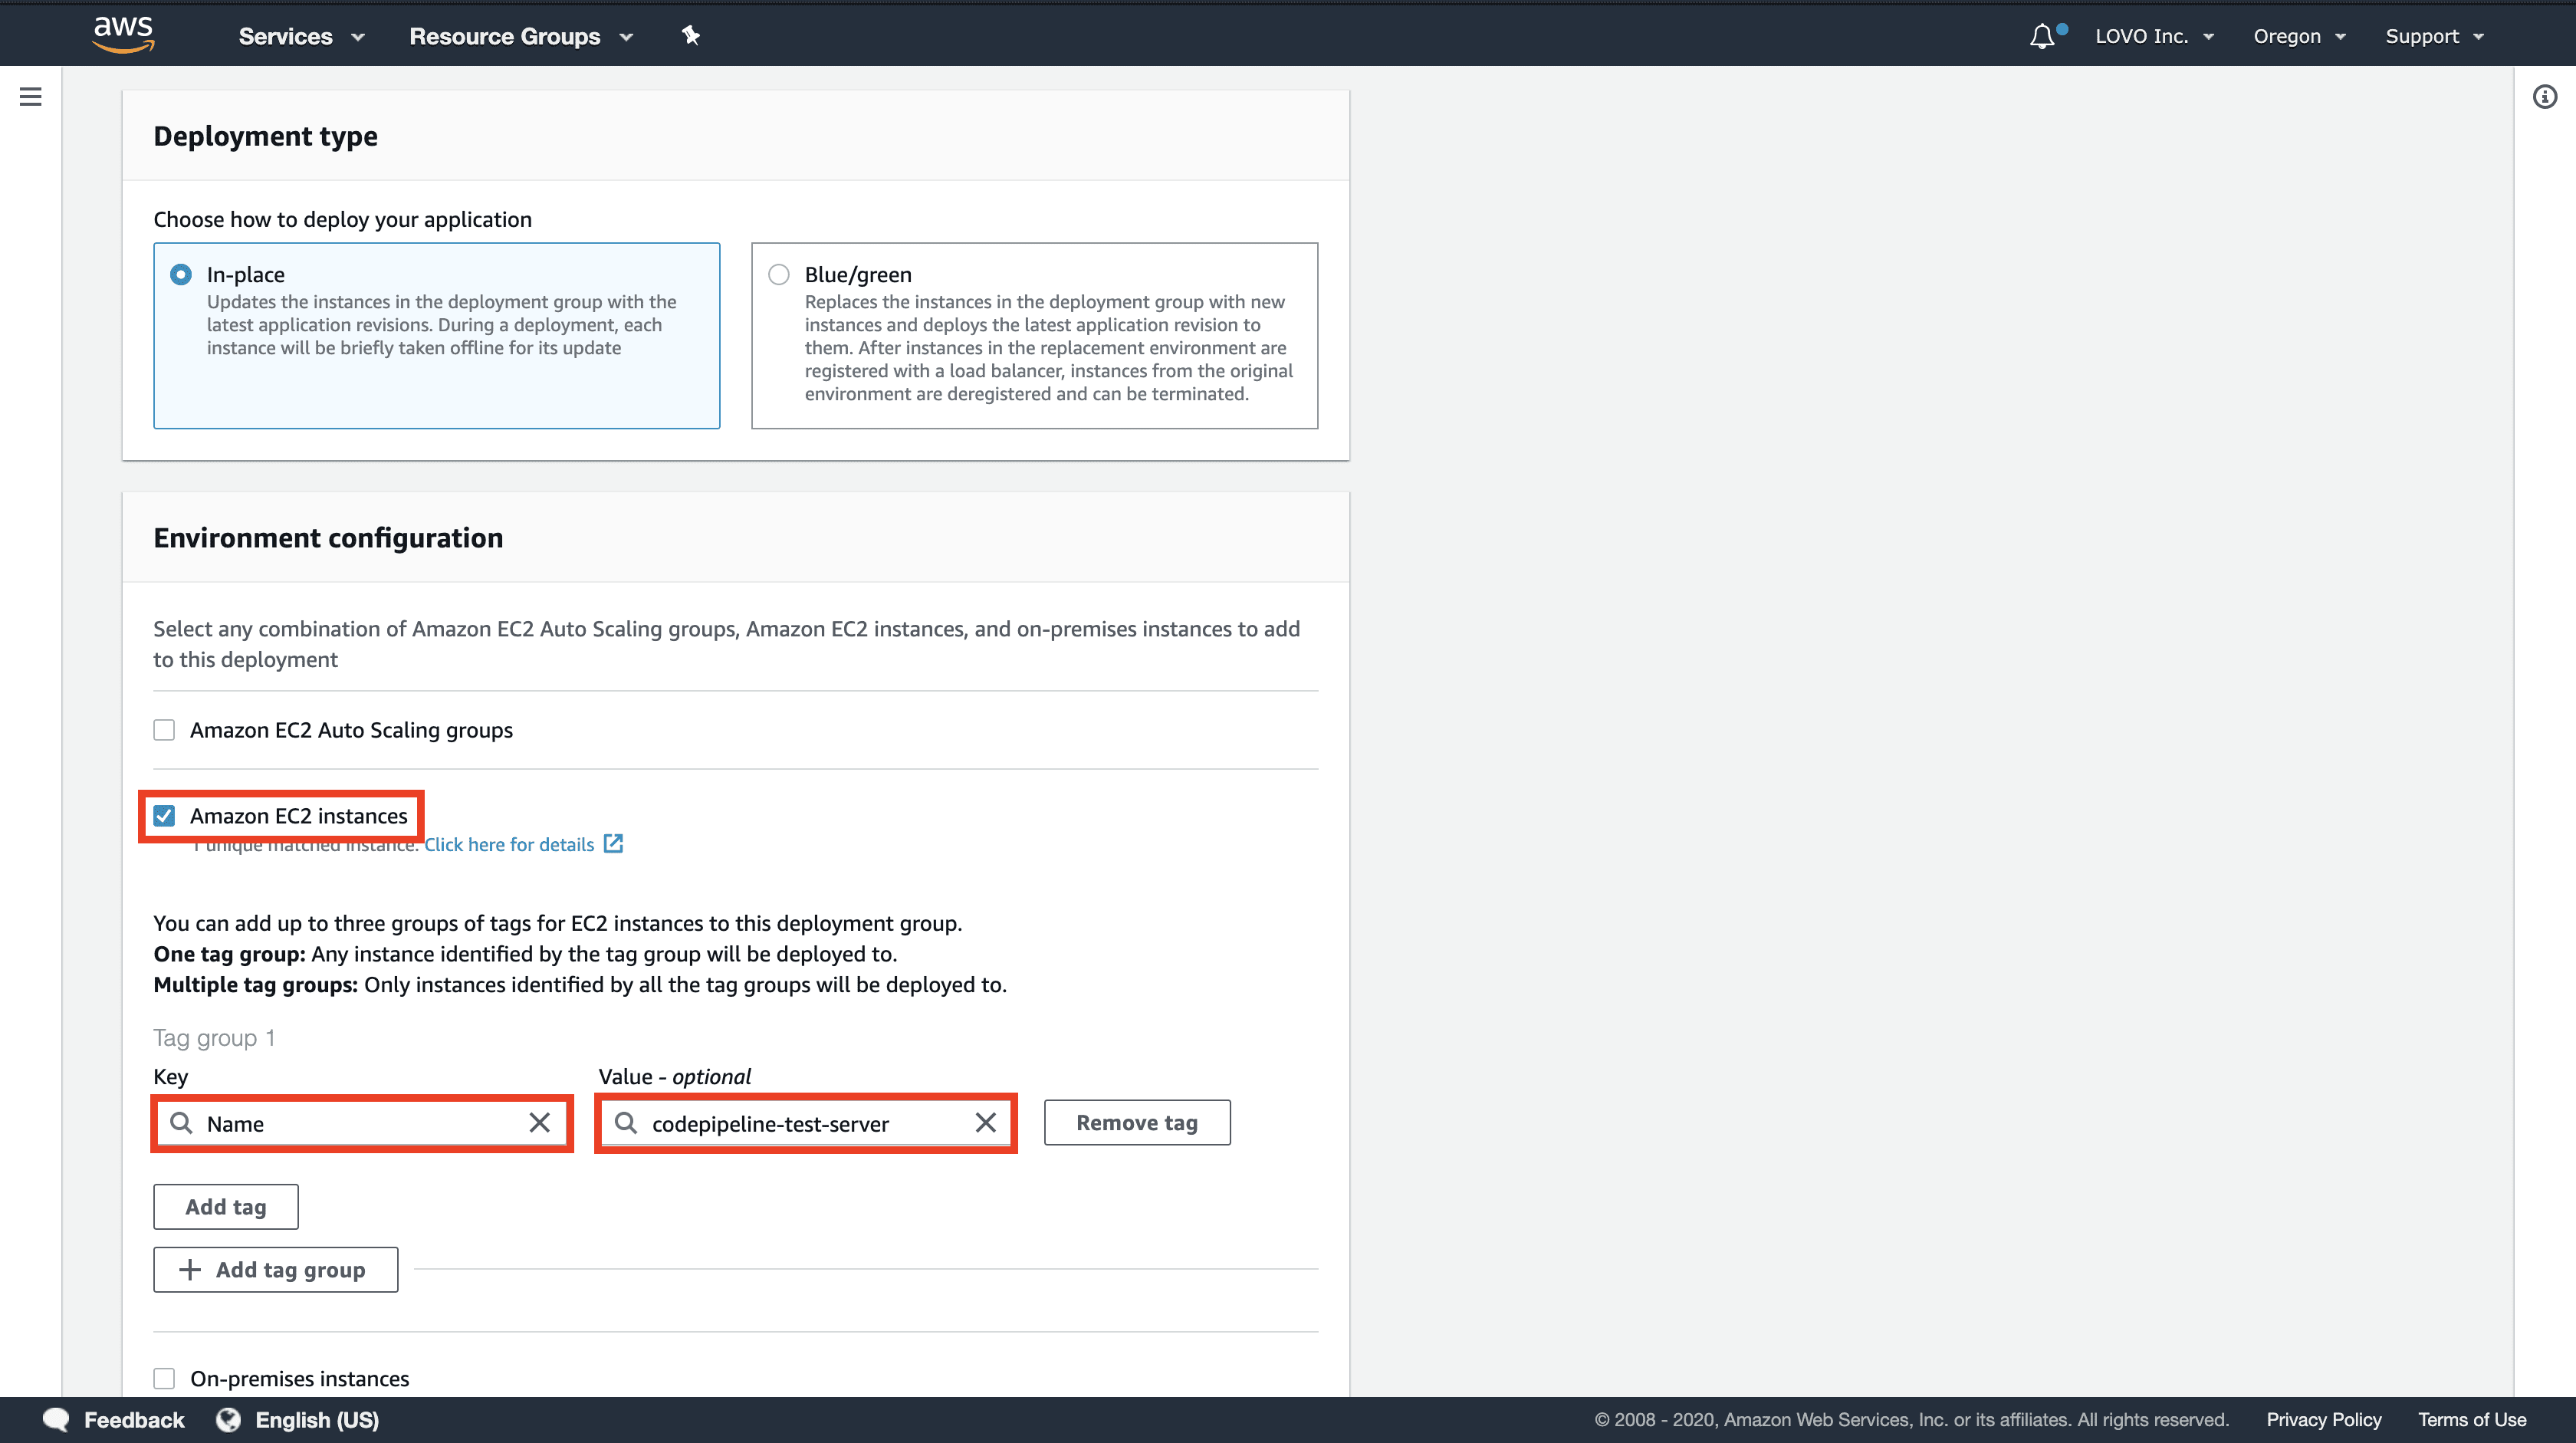 aws Services Resource Groups LOVO Inc. Oregon Support
Deployment type
Choose how to deploy your application
In-place
Updates the instances in the deployment group with the
latest application revisions. During a deployment, each
instance will be briefly taken offline for its update
Blue/green
Replaces the instances in the deployment group with new
instances and deploys the latest application revision to
them. After instances in the replacement environment are
registered with a load balancer, instances from the original
environment are deregistered and can be terminated.
Environment configuration
Select any combination of Amazon EC2 Auto Scaling groups, Amazon EC2 instances, and on-premises instances to add
to this deployment
Amazon EC2 Auto Scaling groups
Amazon EC2 instances
1 unique matched instance. Click here for details
You can add up to three groups of tags for EC2 instances to this deployment group.
One tag group: Any instance identified by the tag group will be deployed to.
Multiple tag groups: Only instances identified by all the tag groups will be deployed to.
Tag group 1
Key Value - optional
Name codepipeline-test-server Remove tag
Add tag
Add tag group
On-premises instances
Feedback English (US) © 2008 - 2020, Amazon Web Services, Inc. or its affiliates. All rights reserved. Privacy Policy Terms of Use